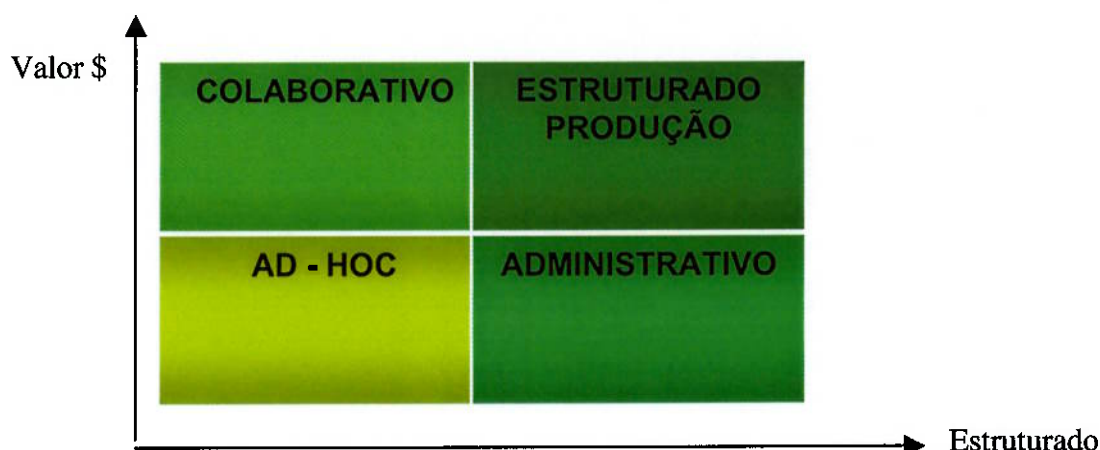 Valor $
COLABORATIVO
ESTRUTURADO
PRODUÇÃO
AD - HOC
ADMINISTRATIVO
Estruturado